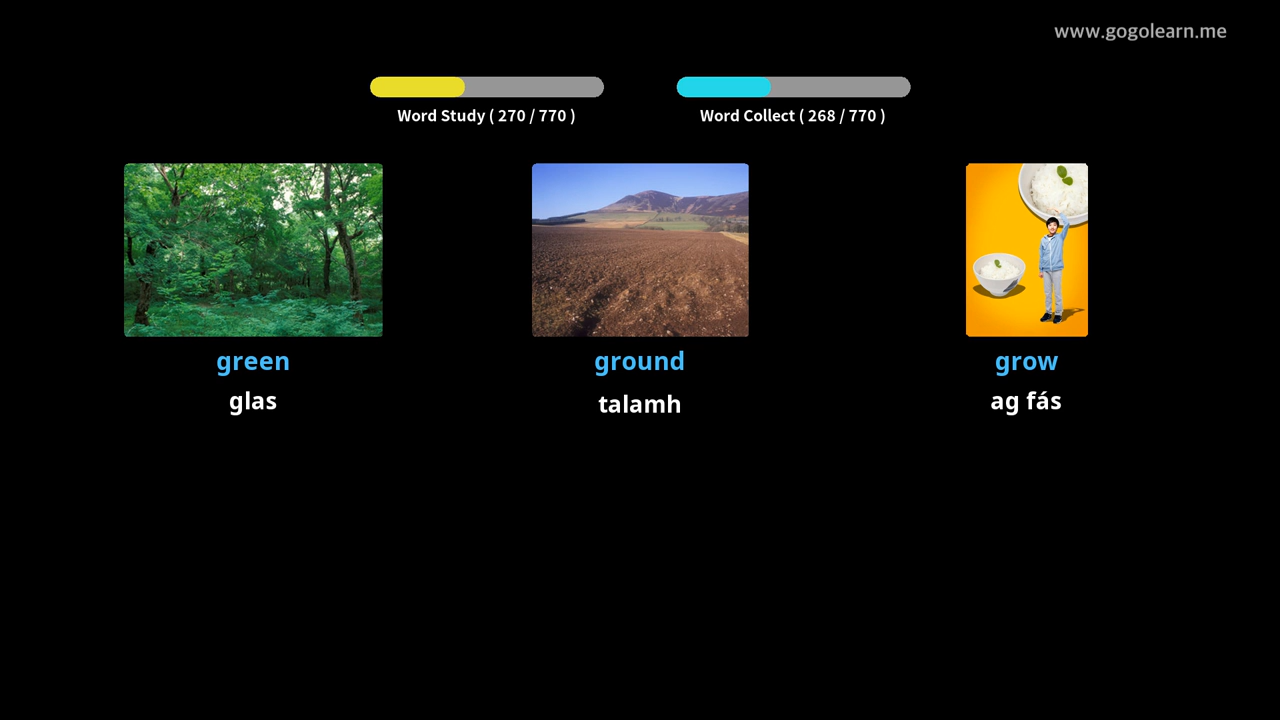 www.gogolearn.me
Word Study ( 270 / 770 )
Word Collect ( 268 / 770 )
green
ground
grow
glas
talamh
ag fás